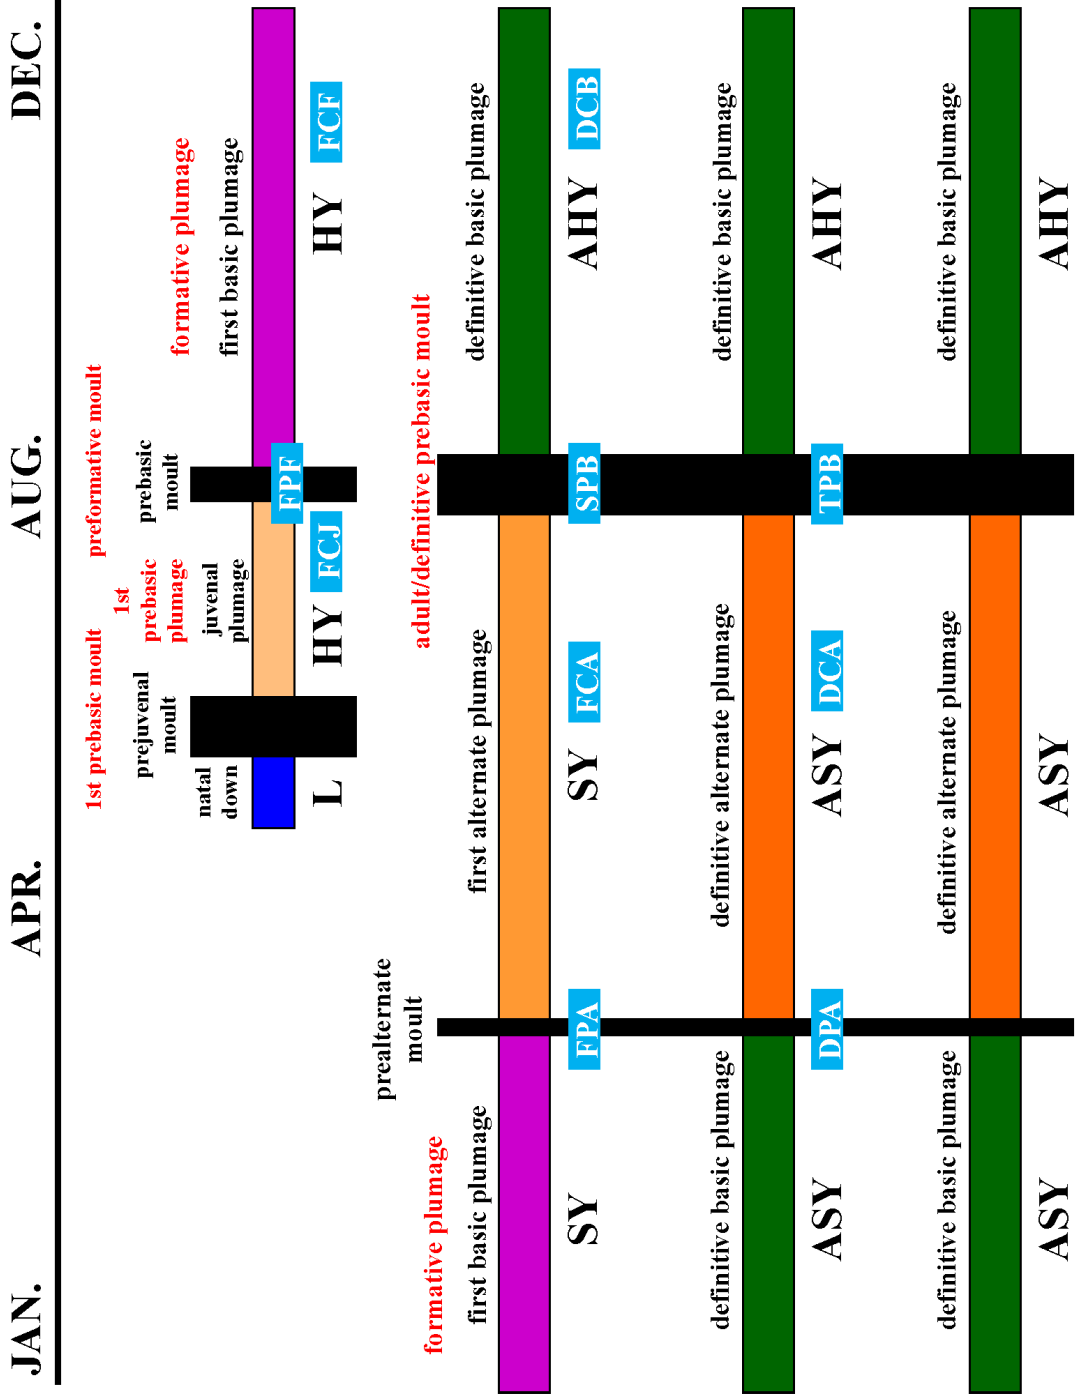 JAN.
APR.
AUG.
DEC.
1st prebasic moult
preformative moult
prejuvenal
moult
1st
prebasic
plumage
prebasic
moult
formative plumage
natal
down
juvenal
plumage
first basic plumage
L
HY
FCJ
FPF
HY
FCF
prealternate
moult
adult/definitive prebasic moult
formative plumage
first basic plumage
first alternate plumage
definitive basic plumage
SY
FPA
SY
FCA
SPB
AHY
DCB
definitive basic plumage
definitive alternate plumage
definitive basic plumage
ASY
DPA
ASY
DCA
TPB
AHY
definitive basic plumage
definitive alternate plumage
definitive basic plumage
ASY
ASY
AHY